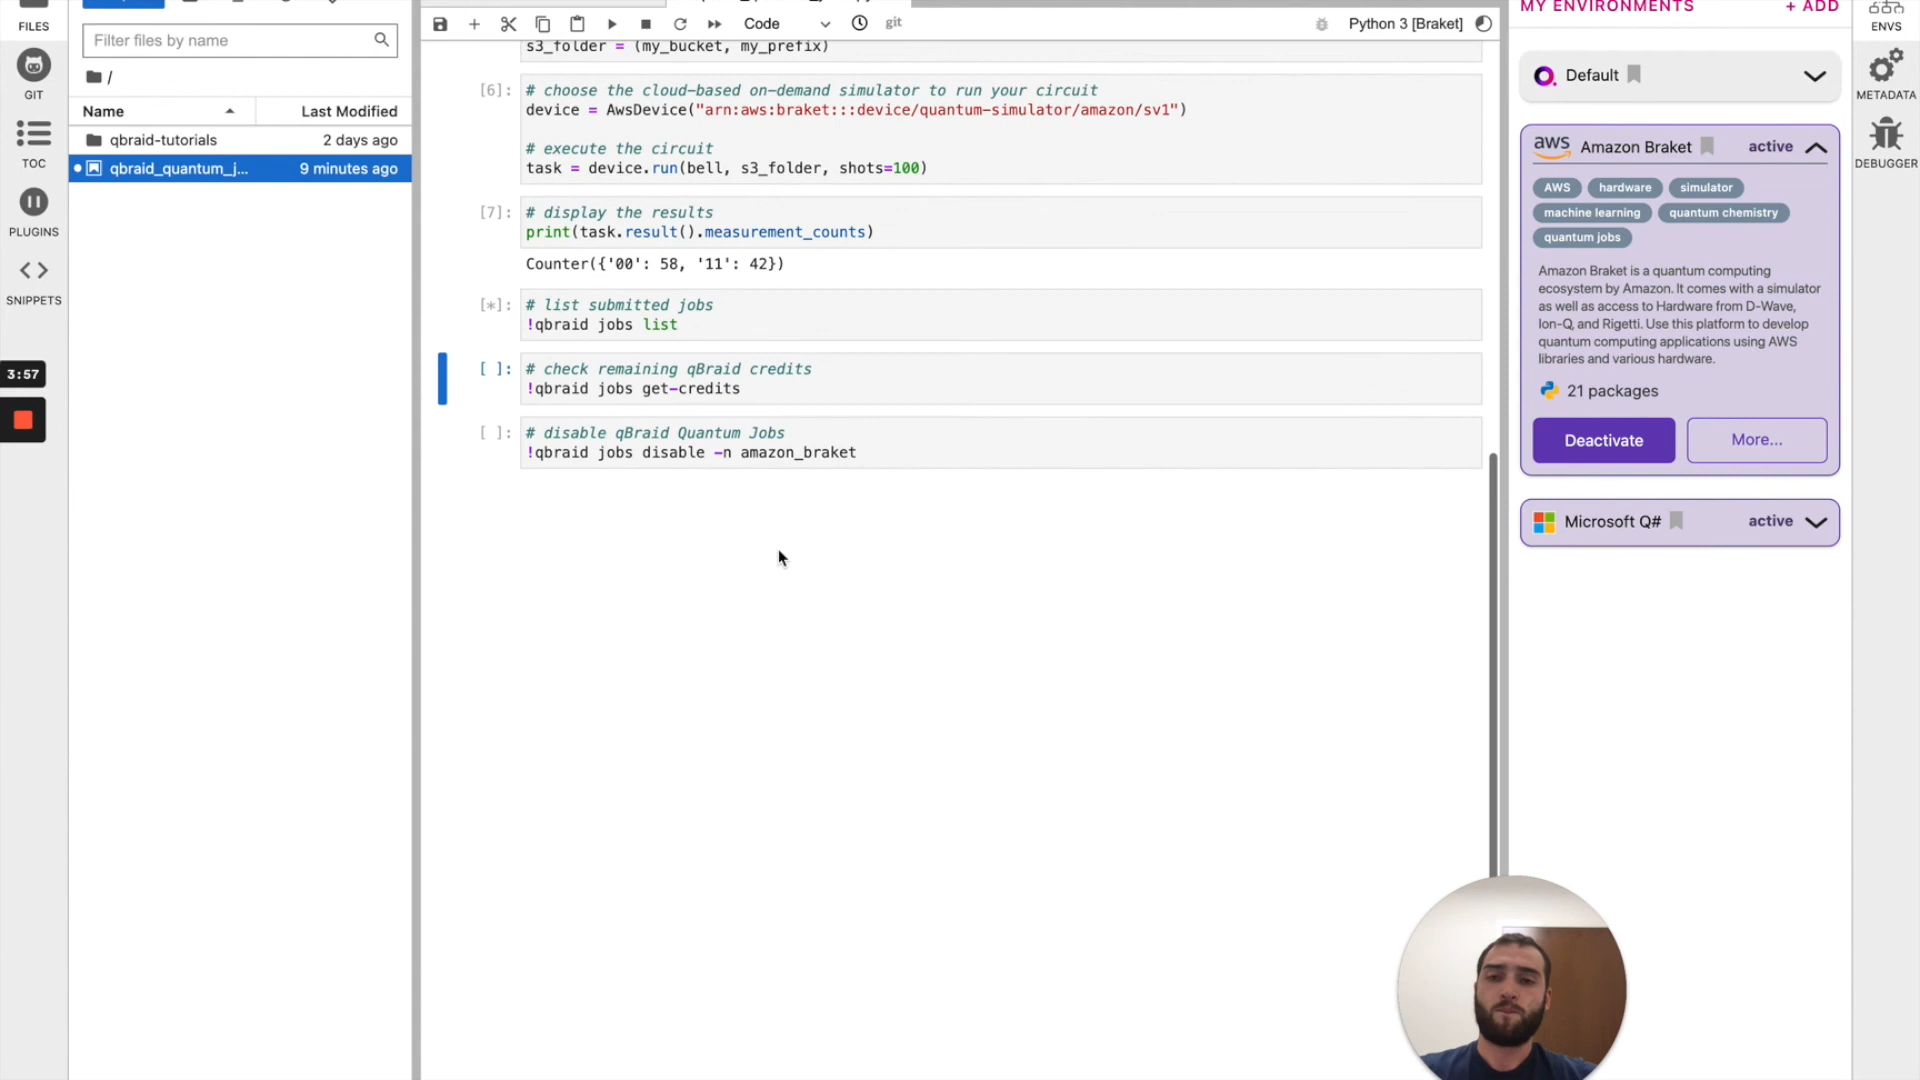 FILES
GIT
TOC
PLUGINS
SNIPPETS
3:57
Filter files by name
/
Name
Last Modified
qbraid-tutorials
2 days ago
qbraid_quantum_j...
9 minutes ago
Code
git
Python 3 [Braket]
s3_folder = (my_bucket, my_prefix)
[6]:
# choose the cloud-based on-demand simulator to run your circuit
device = AwsDevice("arn:aws:braket:::device/quantum-simulator/amazon/sv1")
# execute the circuit
task = device.run(bell, s3_folder, shots=100)
[7]:
# display the results
print(task.result().measurement_counts)
Counter({'00': 58, '11': 42})
[*]:
# list submitted jobs
!qbraid jobs list
[ ]:
# check remaining qBraid credits
!qbraid jobs get-credits
[ ]:
# disable qBraid Quantum Jobs
!qbraid jobs disable -n amazon_braket
MY ENVIRONMENTS
+ ADD
Default
aws
Amazon Braket
active
AWS
hardware
simulator
machine learning
quantum chemistry
quantum jobs
Amazon Braket is a quantum computing
ecosystem by Amazon. It comes with a simulator
as well as access to Hardware from D-Wave,
Ion-Q, and Rigetti. Use this platform to develop
quantum computing applications using AWS
libraries and various hardware.
21 packages
Deactivate
More...
Microsoft Q#
active
ENVS
METADATA
DEBUGGER